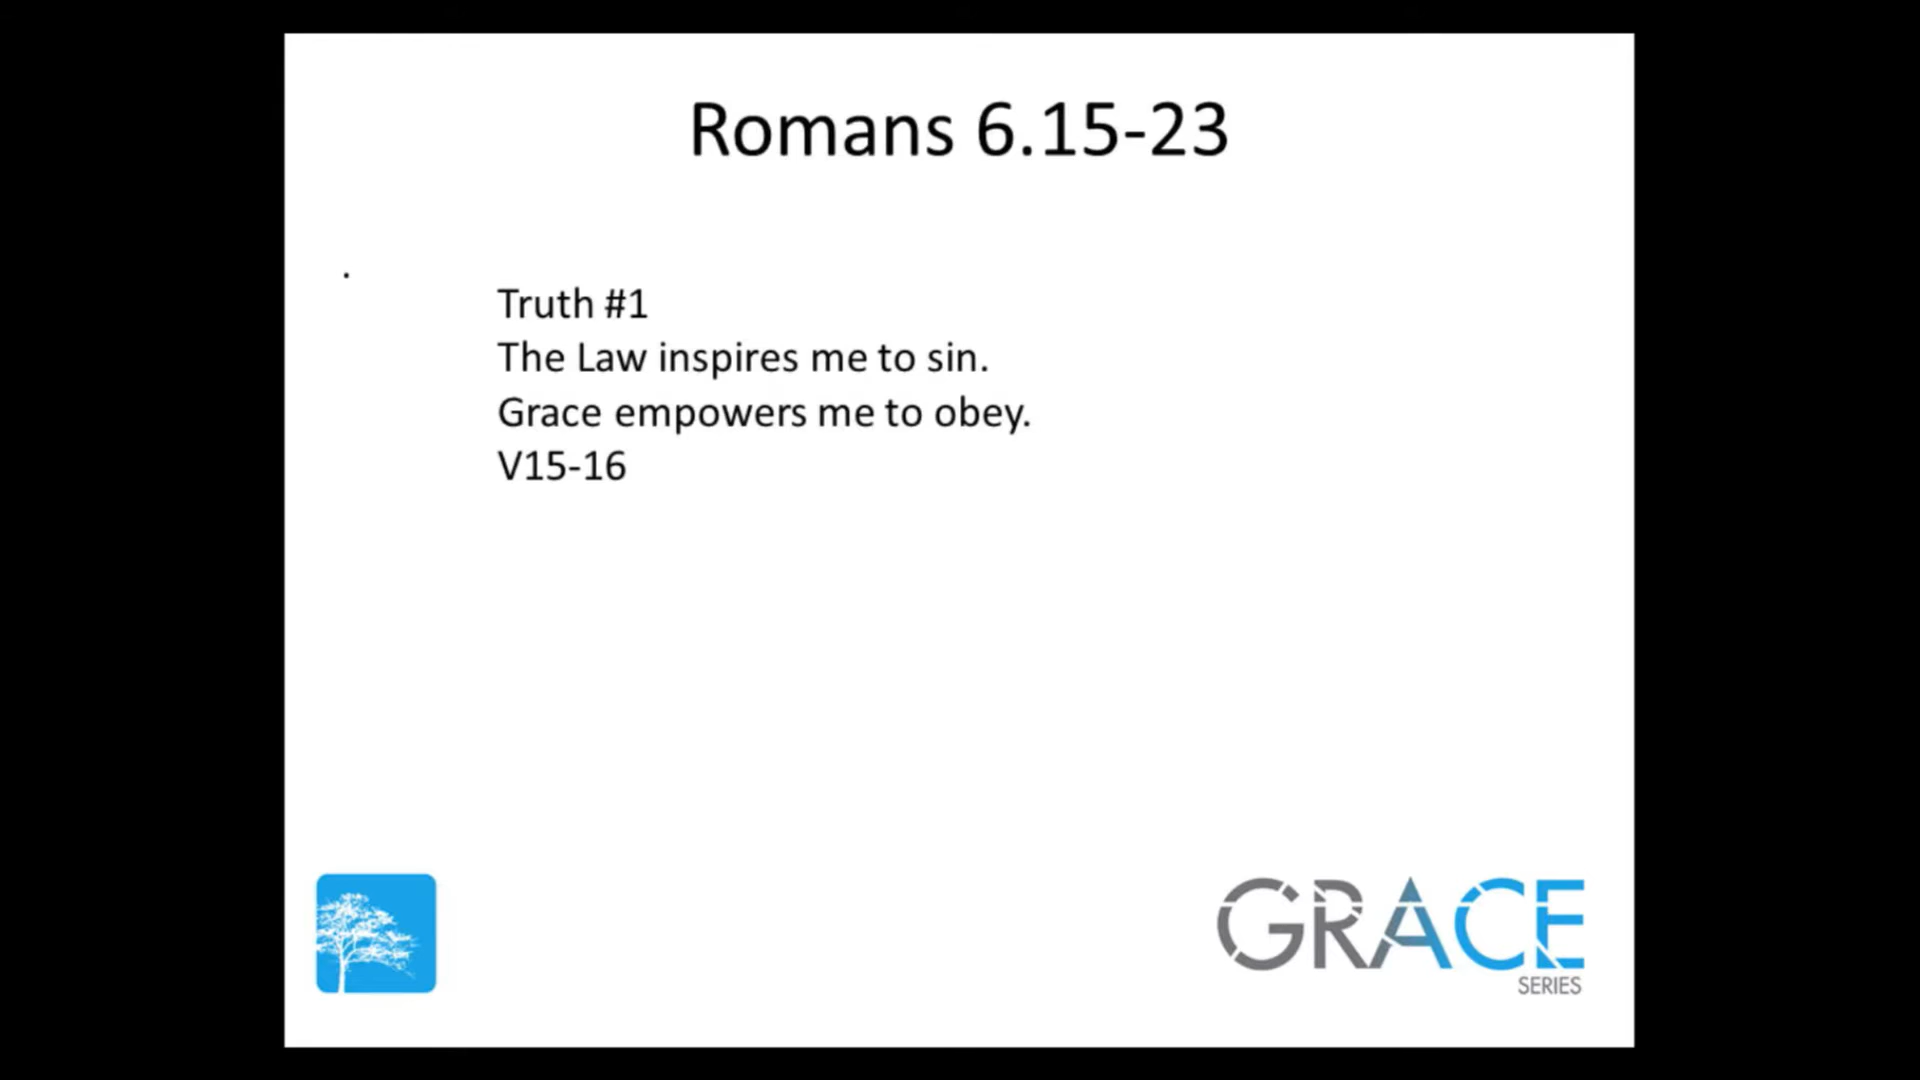 Romans 6.15-23
.
Truth #1
The Law inspires me to sin.
Grace empowers me to obey.
V15-16
GRACE
SERIES